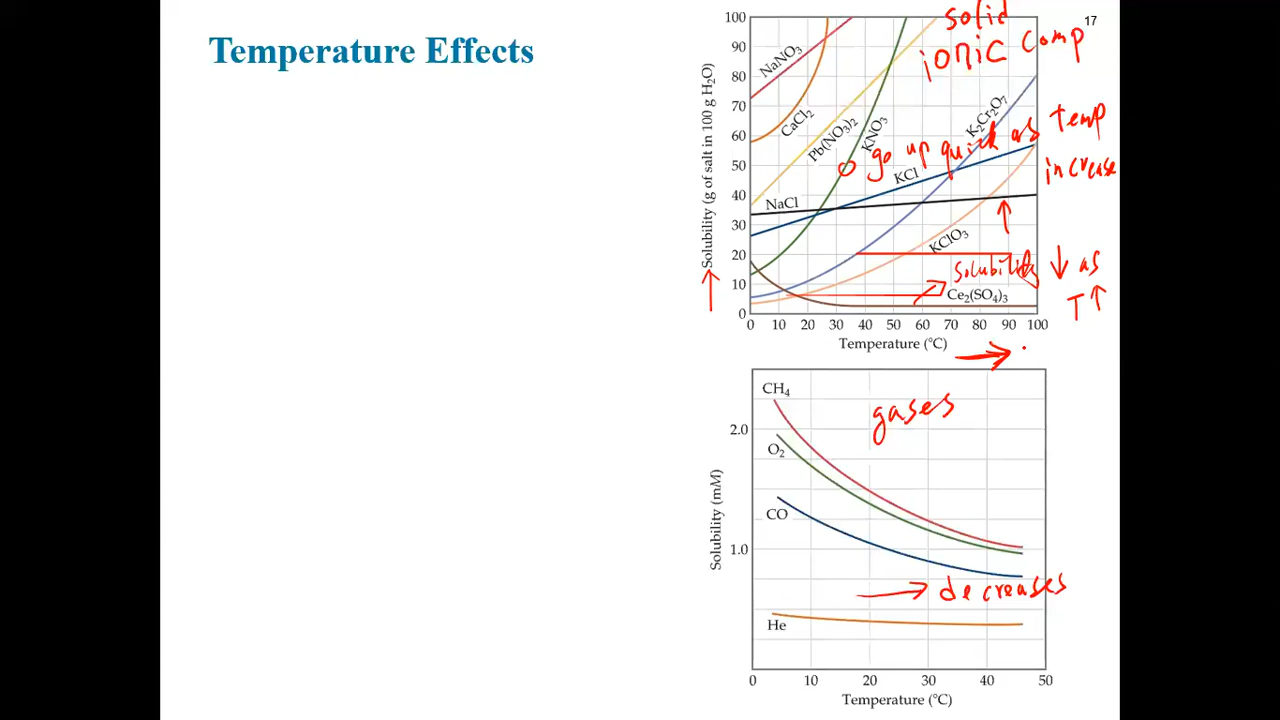 Temperature Effects
17
solid
ionic comp
100
90
80
70
60
50
40
30
20
10
0
Solubility (g of salt in 100 g H₂O)
NaNO₃
CaCl₂
Pb(NO₃)₂
KNO₃
K₂Cr₂O₇
KCl
NaCl
KClO₃
Ce₂(SO₄)₃
go up quick as temp
increase
solubility ↓ as
T ↑
0 10 20 30 40 50 60 70 80 90 100
Temperature (°C)
gases
CH₄
2.0
O₂
CO
Solubility (mM)
1.0
→ decreases
He
0 10 20 30 40 50
Temperature (°C)